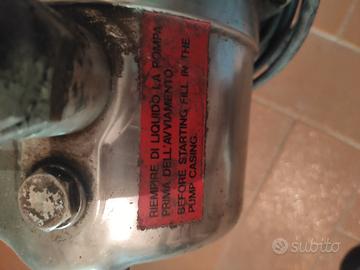 RIEMPIRE DI LIQUIDO LA POMPA
PRIMA DELL'AVVIAMENTO
BEFORE STARTING FILL IN THE
PUMP CASING.
subito